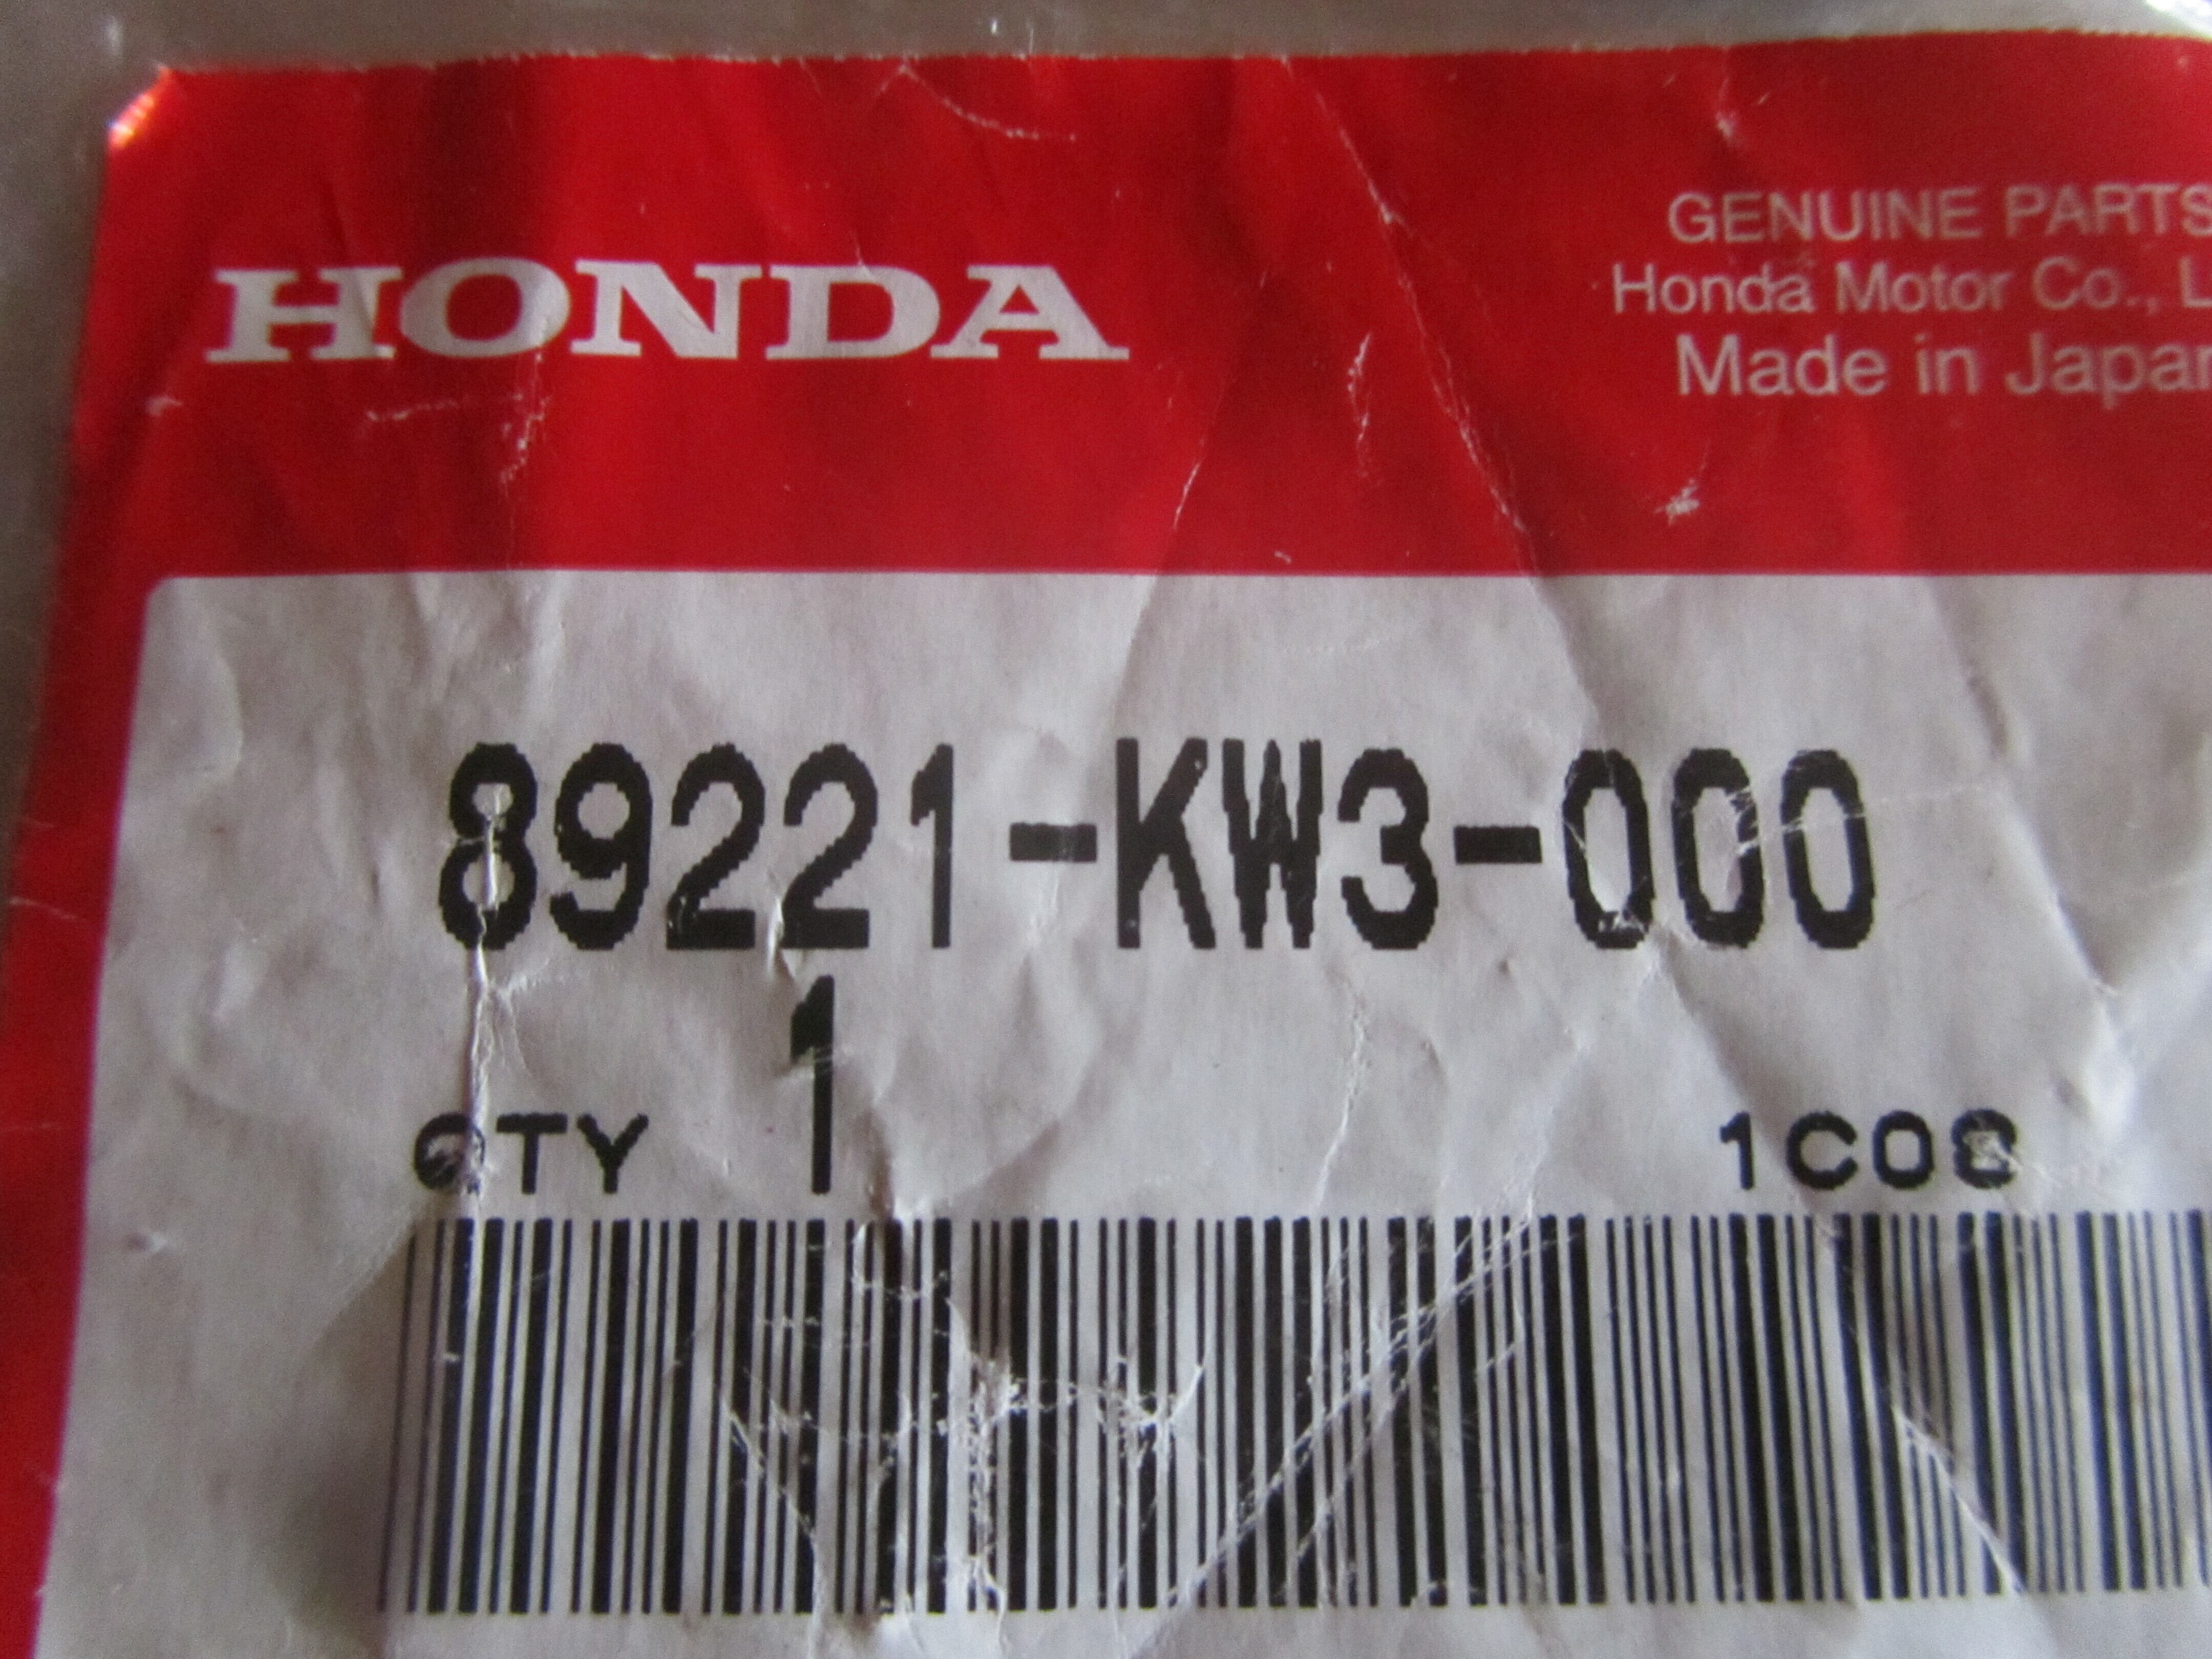 HONDA
GENUINE PARTS
Honda Motor Co., L
Made in Japan
89221-KW3-000
QTY 1 1C08